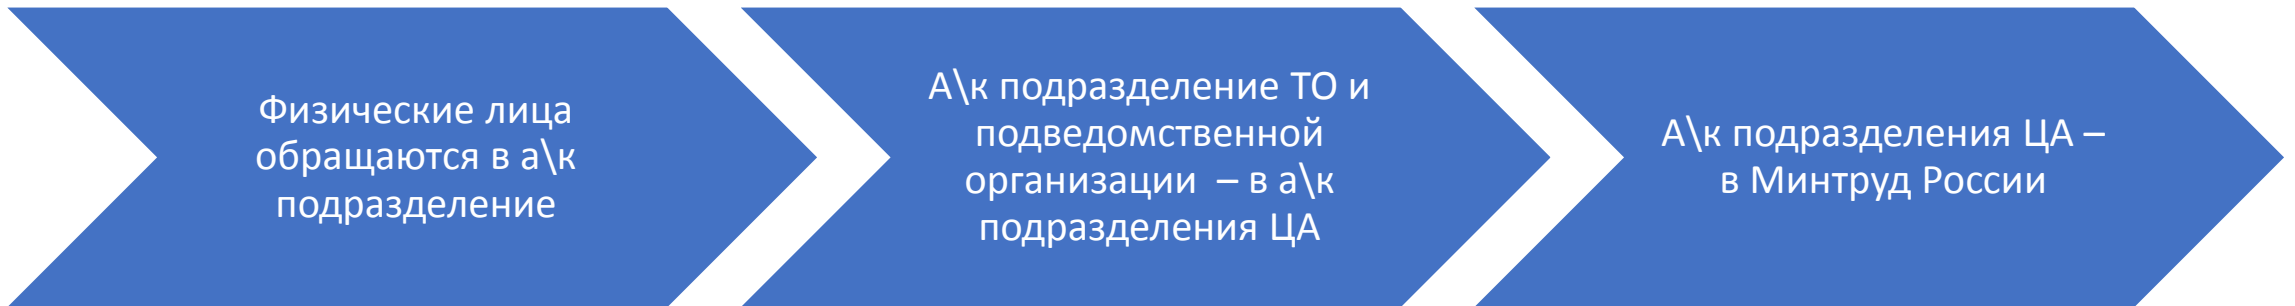 Физические лица
обращаются в а\к
подразделение
А\к подразделение ТО и
подведомственной
организации – в а\к
подразделения ЦА
А\к подразделения ЦА –
в Минтруд России